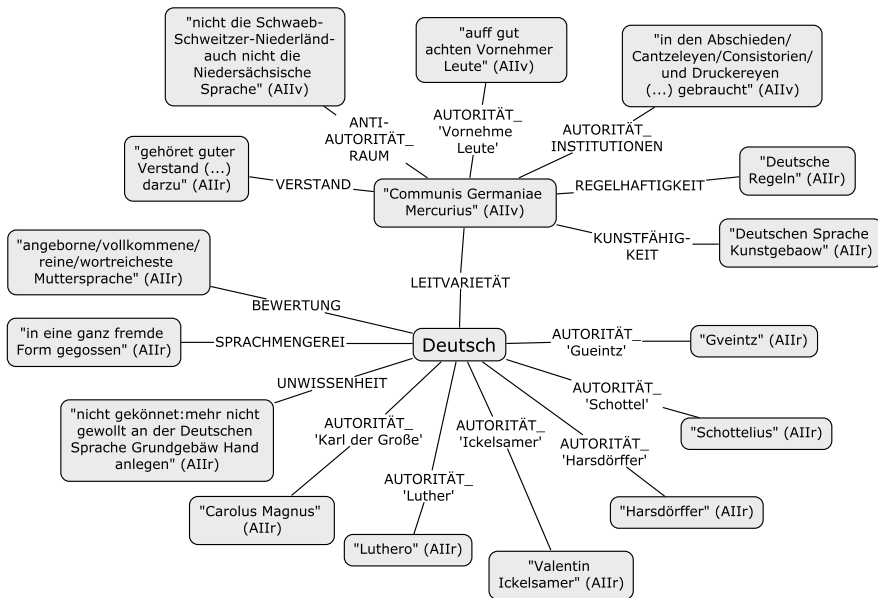 "nicht die Schwaeb-
Schweitzer-Niederländ-
auch nicht die
Niedersächsische
Sprache" (AIIv)
"auff gut
achten Vornehmer
Leute" (AIIv)
"in den Abschieden/
Cantzeleyen/Consistorien/
und Druckereyen
(...) gebraucht" (AIIv)
ANTI-
AUTORITÄT_
RAUM
AUTORITÄT_
'Vornehme
Leute'
AUTORITÄT_
INSTITUTIONEN
"gehöret guter
Verstand (...)
darzu" (AIIr)
VERSTAND
"Communis Germaniae
Mercurius" (AIIv)
REGELHAFTIGKEIT
"Deutsche
Regeln" (AIIr)
KUNSTFÄHIG-
KEIT
"Deutschen Sprache
Kunstgebaow" (AIIr)
"angeborne/vollkommene/
reine/wortreicheste
Muttersprache" (AIIr)
LEITVARIETÄT
BEWERTUNG
"in eine ganz fremde
Form gegossen" (AIIr)
SPRACHMENGEREI
Deutsch
AUTORITÄT_
'Gueintz'
"Gveintz" (AIIr)
UNWISSENHEIT
"nicht gekönnet:mehr nicht
gewollt an der Deutschen
Sprache Grundgebäw Hand
anlegen" (AIIr)
AUTORITÄT_
'Schottel'
"Schottelius" (AIIr)
AUTORITÄT_
'Karl der Große'
AUTORITÄT_
'Ickelsamer'
AUTORITÄT_
'Harsdörffer'
AUTORITÄT_
'Luther'
"Carolus Magnus"
(AIIr)
"Harsdörffer" (AIIr)
"Luthero" (AIIr)
"Valentin
Ickelsamer" (AIIr)